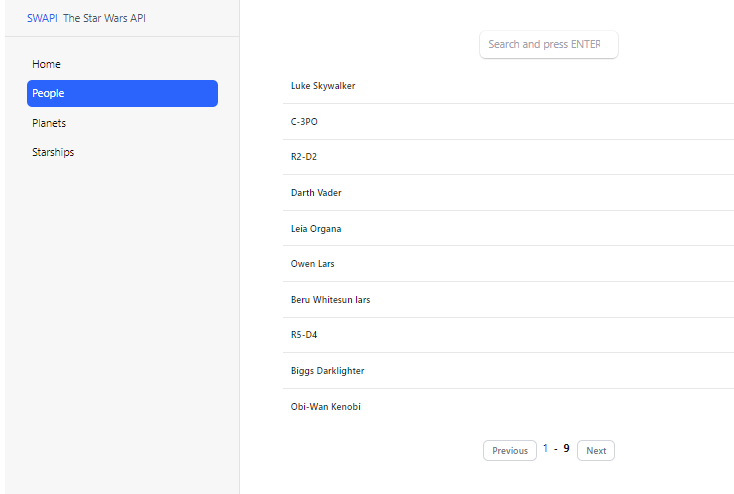 SWAPI The Star Wars API
Home
People
Planets
Starships
Search and press ENTER
Luke Skywalker
C-3PO
R2-D2
Darth Vader
Leia Organa
Owen Lars
Beru Whitesun lars
R5-D4
Biggs Darklighter
Obi-Wan Kenobi
Previous 1 - 9 Next